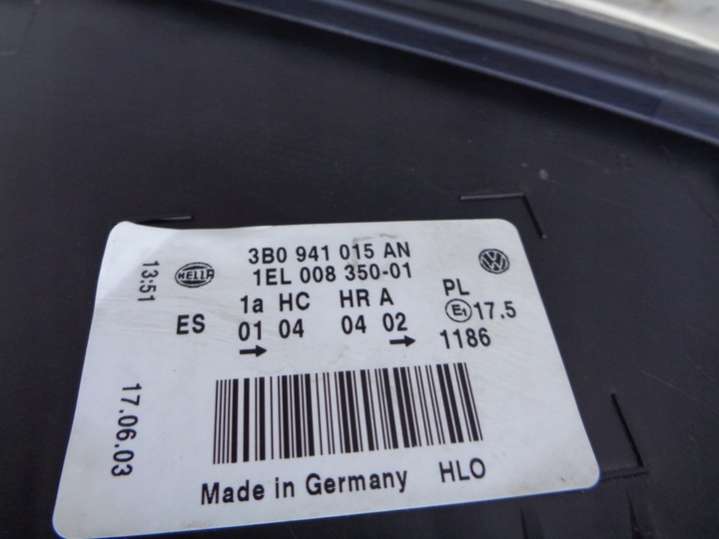 3B0 941 015 AN
HELLA
1EL 008 350-01
1a HC HR A PL
ES 01 04 04 02 E1 17.5
1186
Made in Germany HLO
13:51
17.06.03